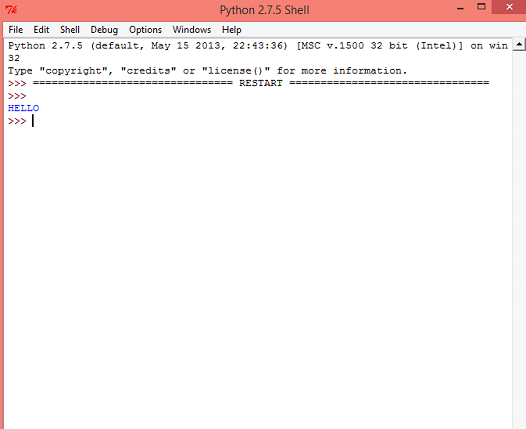 Python 2.7.5 Shell
File Edit Shell Debug Options Windows Help
Python 2.7.5 (default, May 15 2013, 22:43:36) [MSC v.1500 32 bit (Intel)] on win
32
Type "copyright", "credits" or "license()" for more information.
>>> ================================ RESTART ================================
>>>
HELLO
>>>